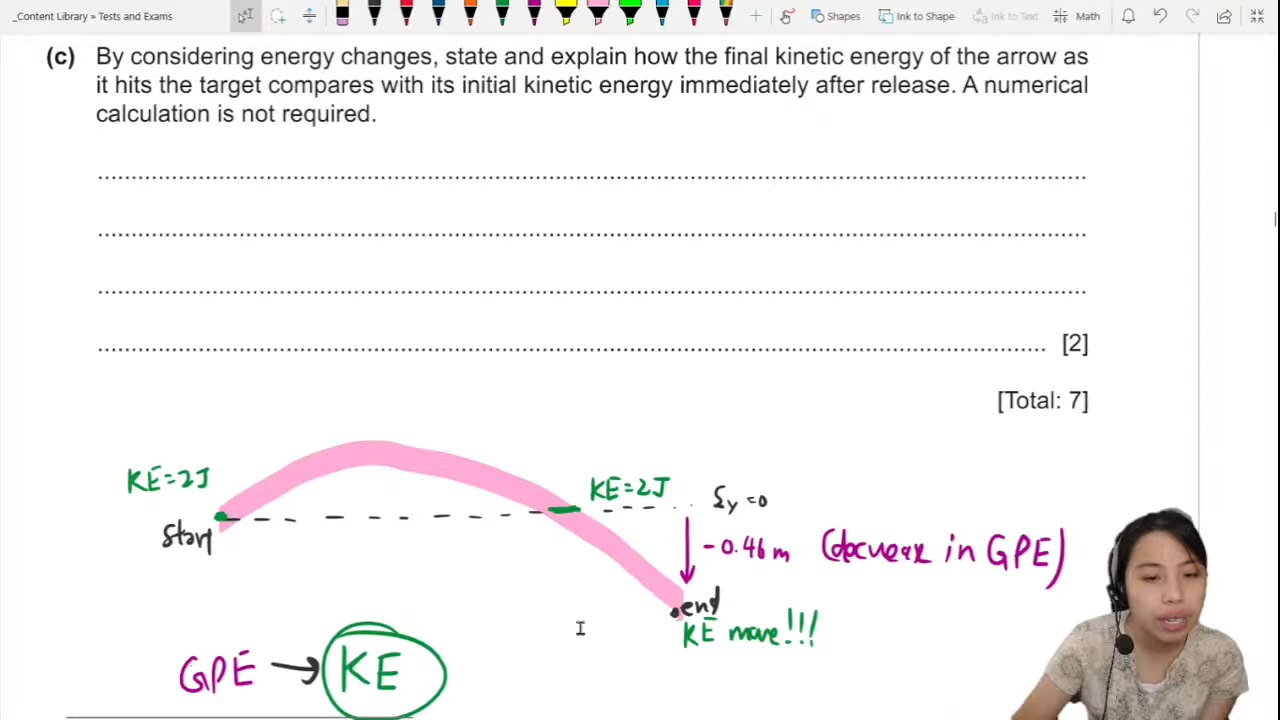 _Content Library » Tests and Exams
Shapes
Ink to Shape
Ink to Text
Math
(c) By considering energy changes, state and explain how the final kinetic energy of the arrow as
it hits the target compares with its initial kinetic energy immediately after release. A numerical
calculation is not required.
[2]
[Total: 7]
KE=2J
KE=2J
Sy=0
Start
-0.46m (decrease in GPE)
end
KE more!!!
GPE → KE